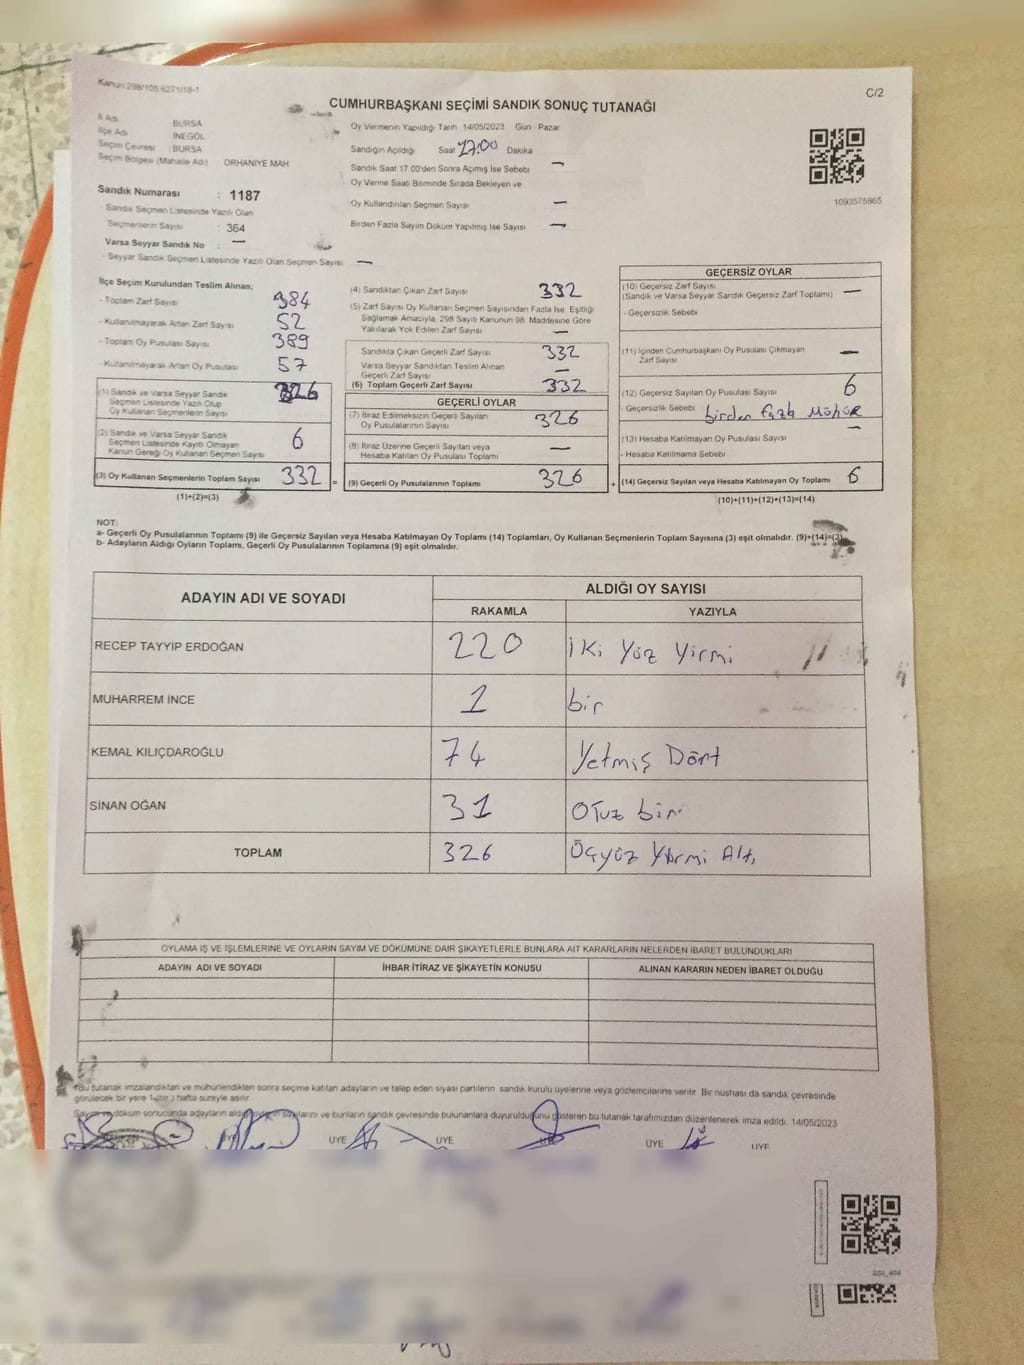 Kanun 298/105 6271/18-1
C/2
CUMHURBAŞKANI SEÇİMİ SANDIK SONUÇ TUTANAĞI
İl Adı : BURSA
İlçe Adı : İNEGÖL
Seçim Çevresi : BURSA
Seçim Bölgesi (Mahalle Adı) : ORHANİYE MAH
Sandık Numarası : 1187
- Sandık Seçmen Listesinde Yazılı Olan
Seçmenlerin Sayısı : 364
Varsa Seyyar Sandık No : —
- Seyyar Sandık Seçmen Listesinde Yazılı Olan Seçmen Sayısı: —
Oy Vermenin Yapıldığı Tarih 14/05/2023 Gün Pazar
Sandığın Açıldığı Saat 17:00 Dakika
Sandık Saat 17.00'den Sonra Açılmış İse Sebebi —
Oy Verme Saati Bitiminde Sırada Bekleyen ve
Oy Kullandırılan Seçmen Sayısı —
Birden Fazla Sayım Döküm Yapılmış İse Sayısı —
1093575865
İlçe Seçim Kurulundan Teslim Alınan;
- Toplam Zarf Sayısı 384
- Kullanılmayarak Artan Zarf Sayısı 52
- Toplam Oy Pusulası Sayısı 389
- Kullanılmayarak Artan Oy Pusulası 57
(1) Sandık ve Varsa Seyyar Sandık
Seçmen Listesinde Yazılı Olup
Oy Kullanan Seçmenlerin Sayısı 326
(2) Sandık ve Varsa Seyyar Sandık
Seçmen Listesinde Kayıtlı Olmayan
Kanun Gereği Oy Kullanan Seçmen Sayısı 6
(3) Oy Kullanan Seçmenlerin Toplam Sayısı 332 =
(1)+(2)=(3)
(4) Sandıktan Çıkan Zarf Sayısı 332
(5) Zarf Sayısı Oy Kullanan Seçmen Sayısından Fazla İse, Eşitliği
Sağlamak Amacıyla, 298 Sayılı Kanunun 98. Maddesine Göre
Yakılarak Yok Edilen Zarf Sayısı —
Sandıkta Çıkan Geçerli Zarf Sayısı 332
Varsa Seyyar Sandıktan Teslim Alınan
Geçerli Zarf Sayısı —
(6) Toplam Geçerli Zarf Sayısı 332
GEÇERLİ OYLAR
(7) İtiraz Edilmeksizin Geçerli Sayılan
Oy Pusulalarının Sayısı 326
(8) İtiraz Üzerine Geçerli Sayılan veya
Hesaba Katılan Oy Pusulası Toplamı —
(9) Geçerli Oy Pusulalarının Toplamı 326 +
GEÇERSİZ OYLAR
(10) Geçersiz Zarf Sayısı
(Sandık ve Varsa Seyyar Sandık Geçersiz Zarf Toplamı) —
- Geçersizlik Sebebi
(11) İçinden Cumhurbaşkanı Oy Pusulası Çıkmayan
Zarf Sayısı —
(12) Geçersiz Sayılan Oy Pusulası Sayısı 6
- Geçersizlik Sebebi birden fazla Mühür
(13) Hesaba Katılmayan Oy Pusulası Sayısı —
- Hesaba Katılmama Sebebi
(14) Geçersiz Sayılan veya Hesaba Katılmayan Oy Toplamı 6
(10)+(11)+(12)+(13)=(14)
NOT:
a- Geçerli Oy Pusulalarının Toplamı (9) ile Geçersiz Sayılan veya Hesaba Katılmayan Oy Toplamı (14) Toplamları, Oy Kullanan Seçmenlerin Toplam Sayısına (3) eşit olmalıdır. (9)+(14)=(3)
b- Adayların Aldığı Oyların Toplamı, Geçerli Oy Pusulalarının Toplamına (9) eşit olmalıdır.
ADAYIN ADI VE SOYADI ALDIĞI OY SAYISI
RAKAMLA YAZIYLA
RECEP TAYYİP ERDOĞAN 220 İki Yüz Yirmi
MUHARREM İNCE 1 bir
KEMAL KILIÇDAROĞLU 74 Yetmiş Dört
SİNAN OĞAN 31 Otuz bir
TOPLAM 326 Üçyüz Yirmi Altı
OYLAMA İŞ VE İŞLEMLERİNE VE OYLARIN SAYIM VE DÖKÜMÜNE DAİR ŞİKAYETLERLE BUNLARA AİT KARARLARIN NELERDEN İBARET BULUNDUKLARI
ADAYIN ADI VE SOYADI İHBAR İTİRAZ VE ŞİKAYETİN KONUSU ALINAN KARARIN NEDEN İBARET OLDUĞU
*Bu tutanak imzalandıktan ve mühürlendikten sonra seçime katılan adayların ve talep eden siyasi partilerin sandık kurulu üyelerine veya gözlemcilerine verilir. Bir nushası da sandık çevresinde
görülecek bir yere 1(bir ) hafta süreyle asılır.
Sayım ve döküm sonucunda adayların aldığı oyların sayılarını ve bunların sandık çevresinde bulunanlara duyurulduğunu gösteren bu tutanak tarafımızdan düzenlenerek imza edildi. 14/05/2023
ÜYE ÜYE ÜYE ÜYE